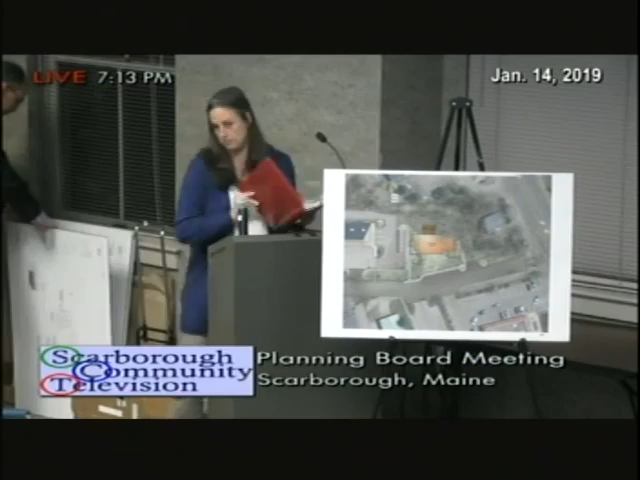 LIVE 7:13 PM
Jan. 14, 2019
Scarborough
Community
Television
Planning Board Meeting
Scarborough, Maine